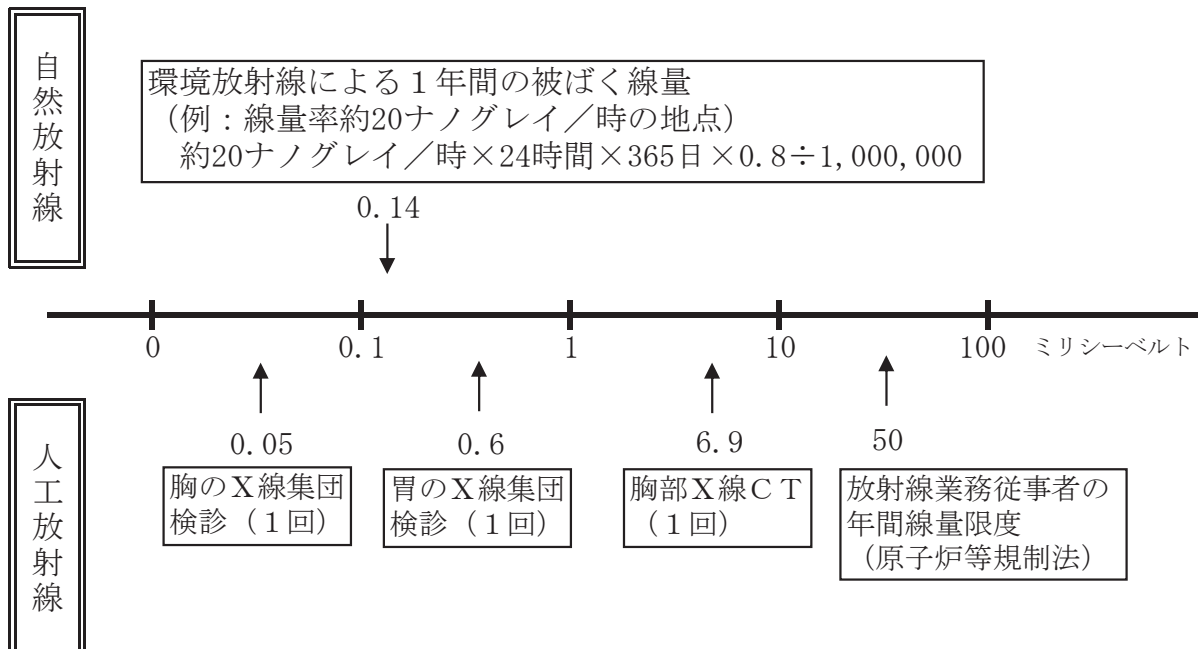 自然放射線
環境放射線による１年間の被ばく線量
（例：線量率約20ナノグレイ／時の地点）
約20ナノグレイ／時×24時間×365日×0.8÷1,000,000
0.14
0 0.1 1 10 100 ミリシーベルト
人工放射線
0.05
胸のＸ線集団
検診（１回）
0.6
胃のＸ線集団
検診（１回）
6.9
胸部Ｘ線ＣＴ
（１回）
50
放射線業務従事者の
年間線量限度
（原子炉等規制法）